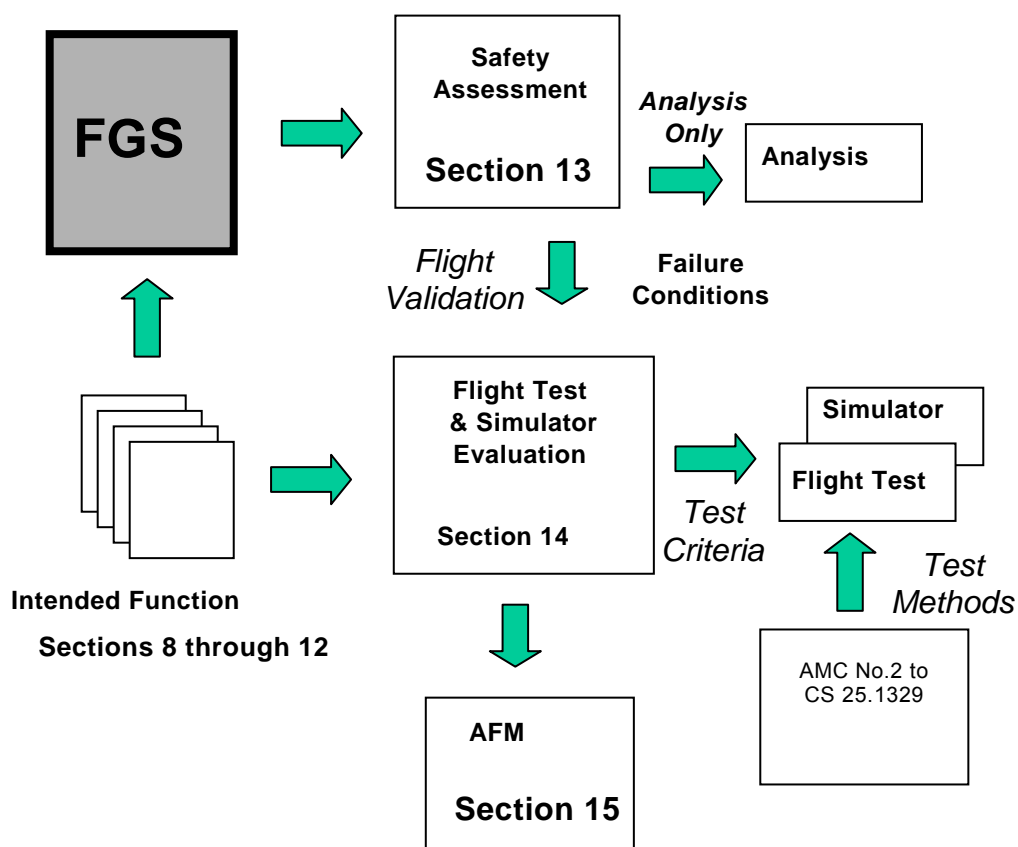 FGS
Safety
Assessment
Section 13
Analysis
Only
Analysis
Flight
Validation
Failure
Conditions
Intended Function
Sections 8 through 12
Flight Test
& Simulator
Evaluation
Section 14
Test
Criteria
Simulator
Flight Test
Test
Methods
AMC No.2 to
CS 25.1329
AFM
Section 15